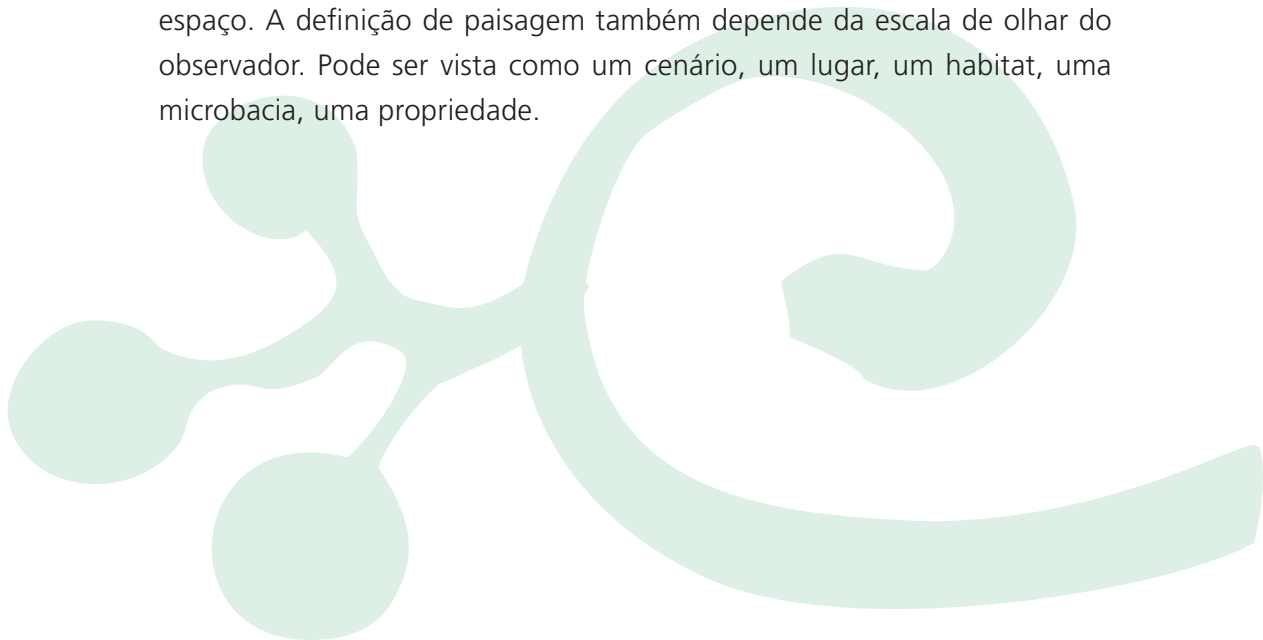 espaço. A definição de paisagem também depende da escala de olhar do
observador. Pode ser vista como um cenário, um lugar, um habitat, uma
microbacia, uma propriedade.